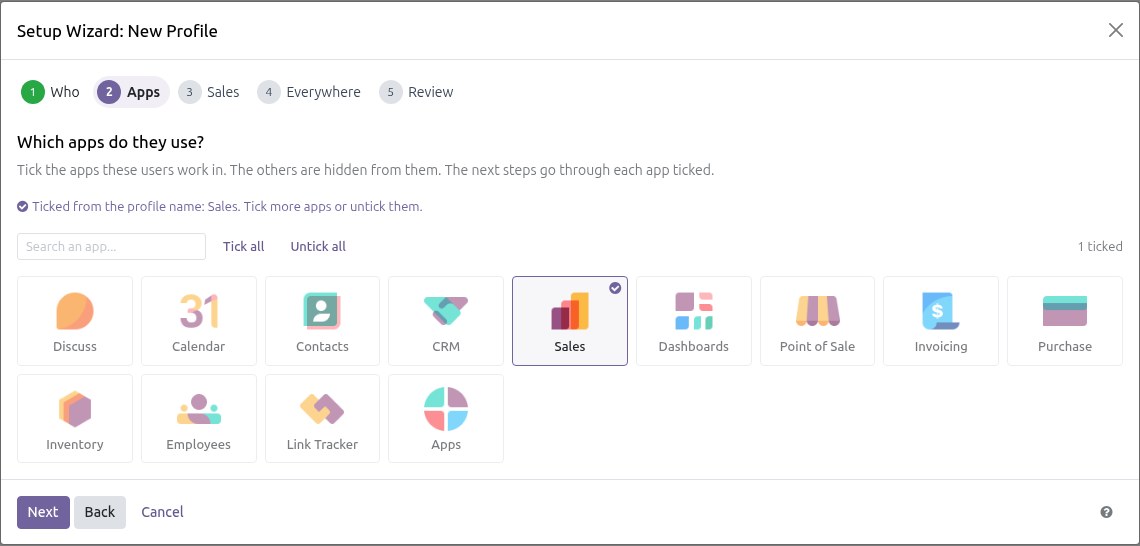 Setup Wizard: New Profile
1 Who 2 Apps 3 Sales 4 Everywhere 5 Review
Which apps do they use?
Tick the apps these users work in. The others are hidden from them. The next steps go through each app ticked.
Ticked from the profile name: Sales. Tick more apps or untick them.
Search an app... Tick all Untick all 1 ticked
31 $
Discuss Calendar Contacts CRM Sales Dashboards Point of Sale Invoicing Purchase
Inventory Employees Link Tracker Apps
Next Back Cancel ?